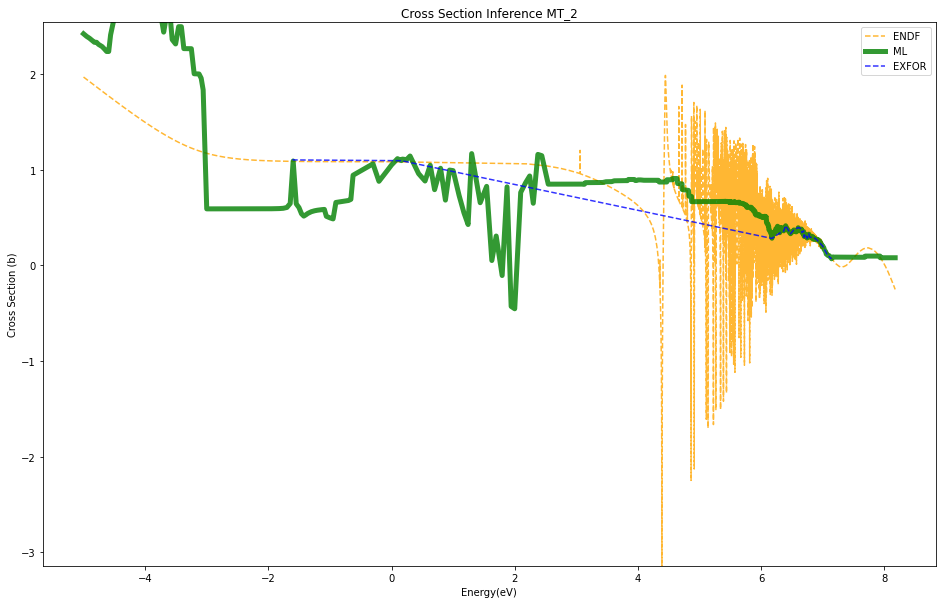 Cross Section Inference MT_2
ENDF
ML
EXFOR
Cross Section (b)
2
1
0
−1
−2
−3
−4
−2
0
2
4
6
8
Energy(eV)